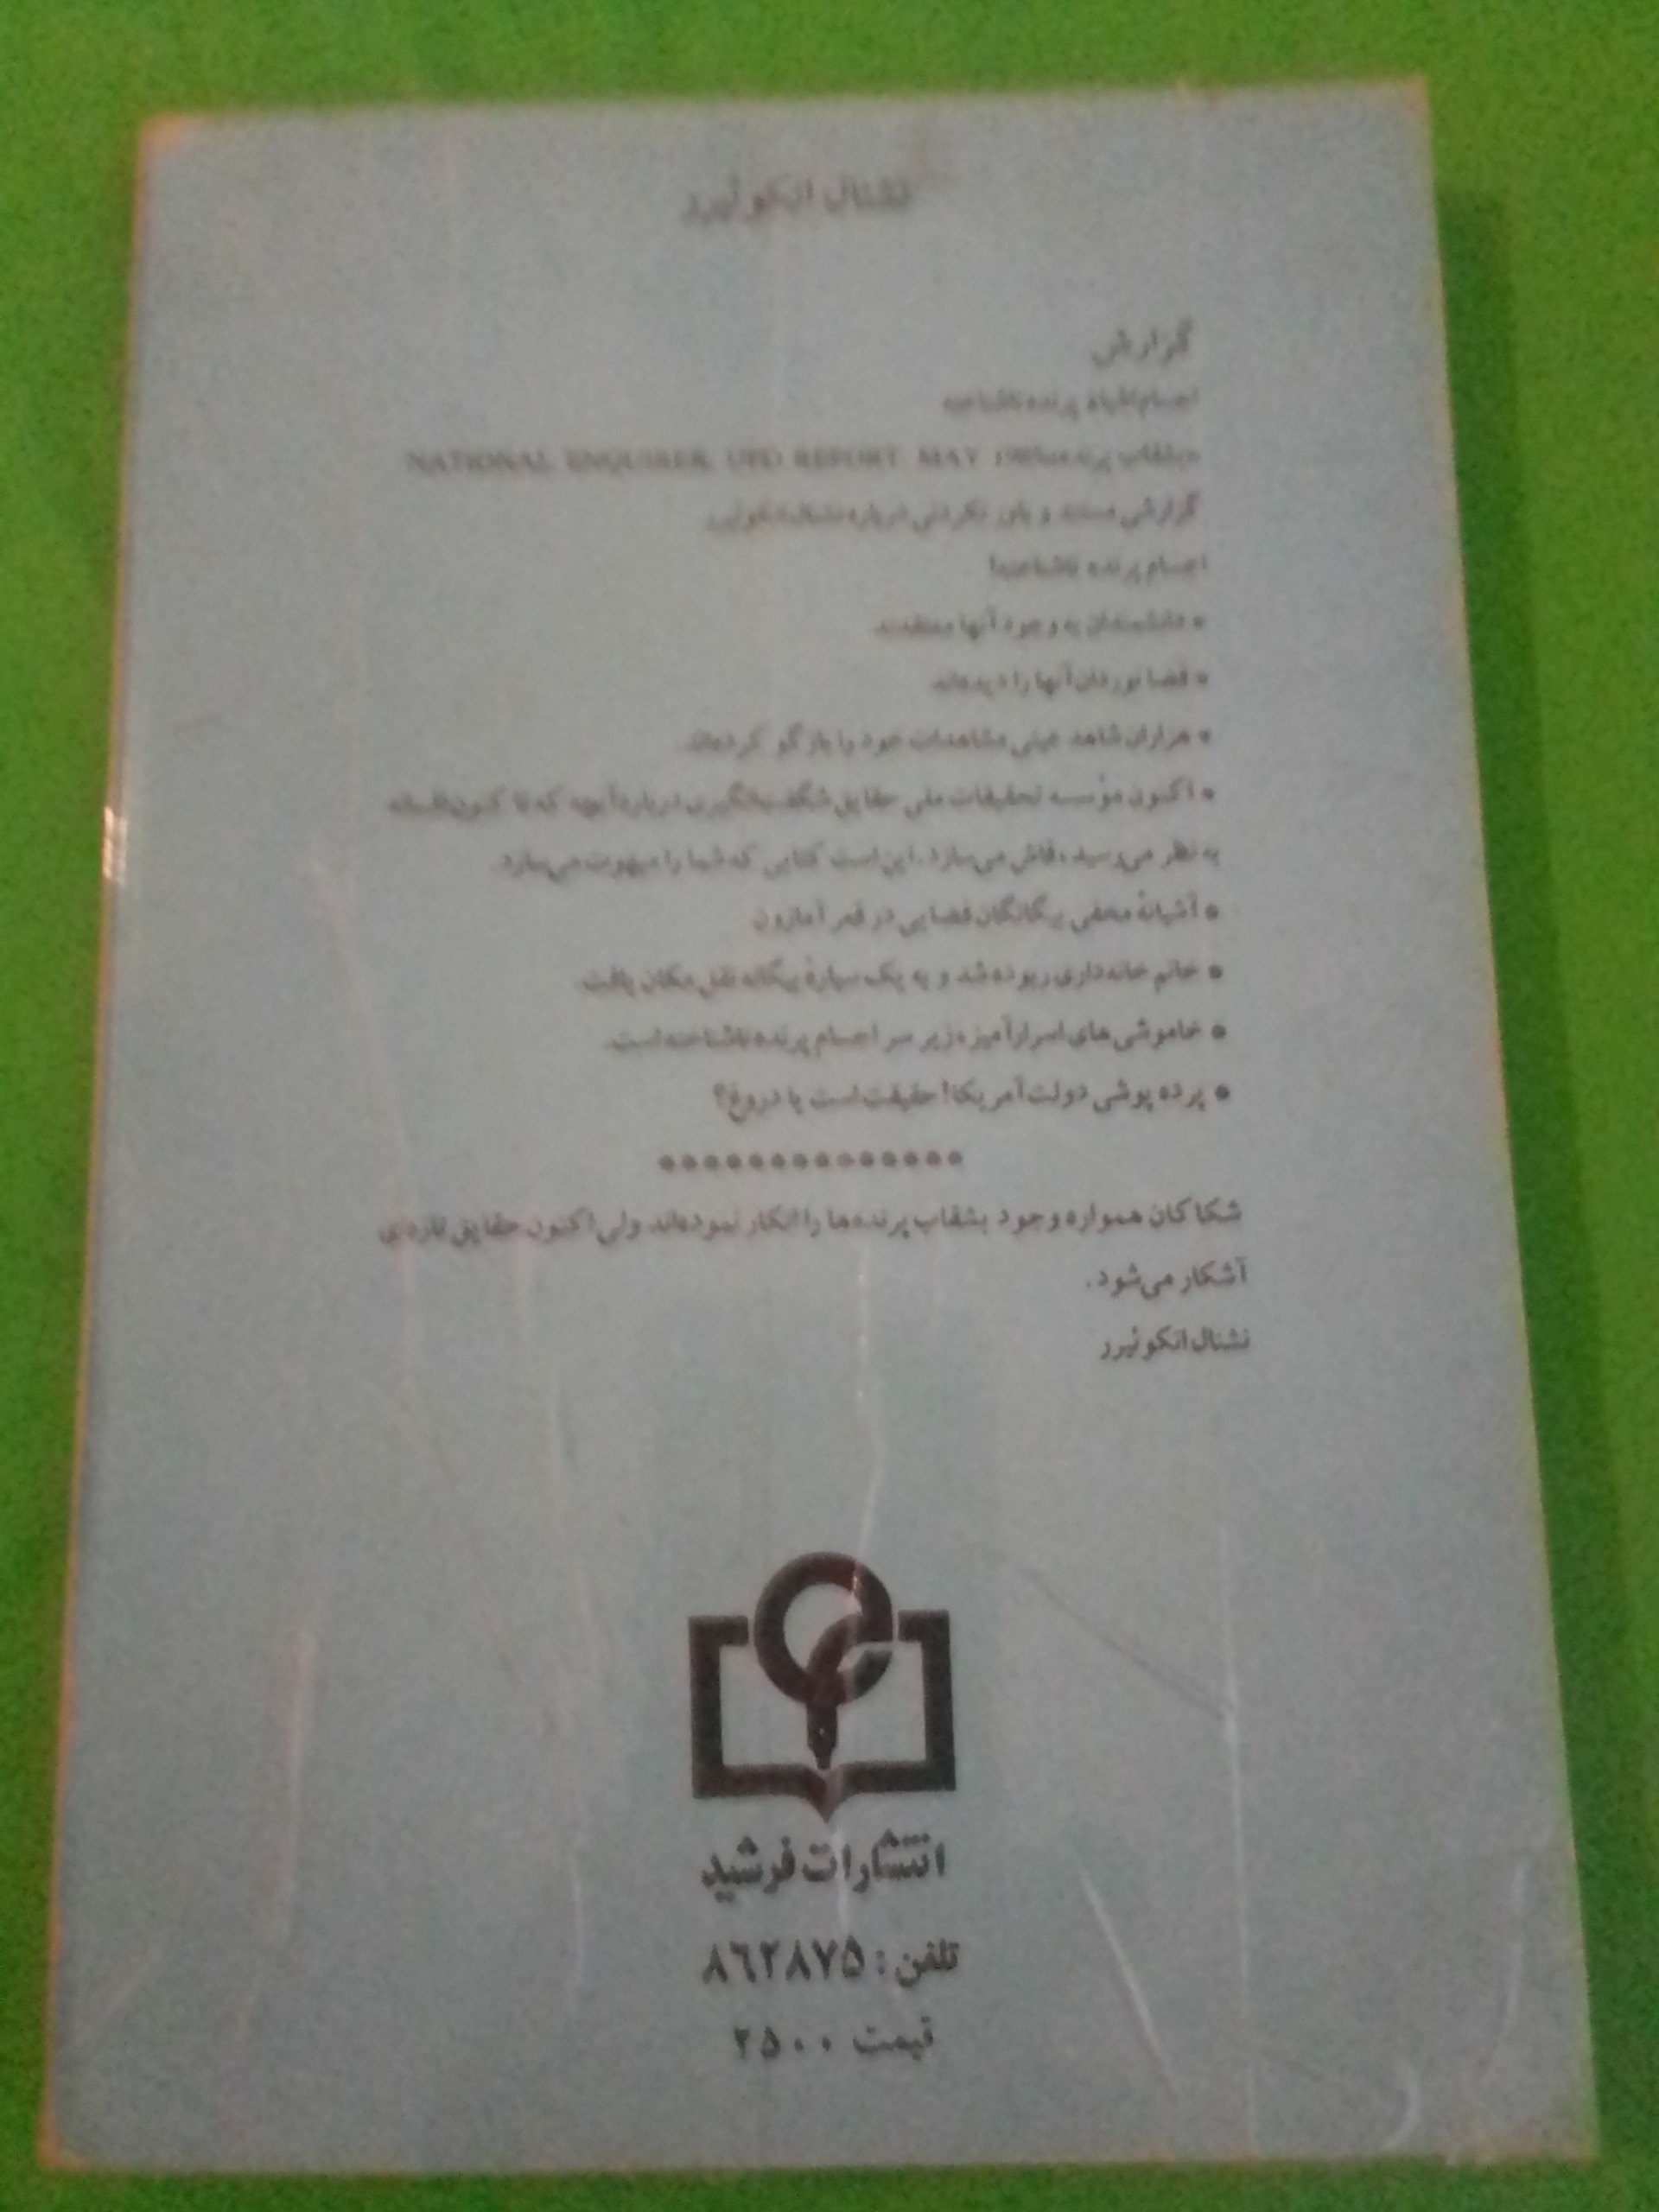 نشنال انکوئیرر
گزارش
اجسام اشیاء پرنده ناشناخته
«بشقاب پرنده‌ها» NATIONAL ENQUIRER UFO REPORT MAY
گزارشی مستند و باور نکردنی درباره نشنال انکوئیرر
اجسام پرنده ناشناخته!
• دانشمندان به وجود آنها معتقدند
• فضا نوردان آنها را دیده‌اند
• هزاران شاهد عینی مشاهدات خود را بازگو کرده‌اند
• اکنون مؤسسه تحقیقات ملی حقایق شگفت‌انگیزی درباره آنچه که تا کنون افسانه
به نظر می‌رسید، فاش می‌سازد. این است کتابی که شما را مبهوت می‌سازد
• آشیانهٔ مخفی بیگانگان فضایی در قعر آمازون
• خانم خانه‌داری ربوده شد و به یک سیارهٔ بیگانه نقل مکان یافت
• خاموشی‌های اسرارآمیز، زیر سر اجسام پرنده ناشناخته است.
• پرده پوشی دولت آمریکا! حقیقت است یا دروغ؟
••••••••••••••
شکاکان همواره وجود بشقاب پرنده‌ها را انکار نموده‌اند ولی اکنون حقایق تازه‌ای
آشکار می‌شود.
نشنال انکوئیرر
انتشارات فرشید
تلفن: ۸۶۲۸۷۵
قیمت ۲۵۰۰